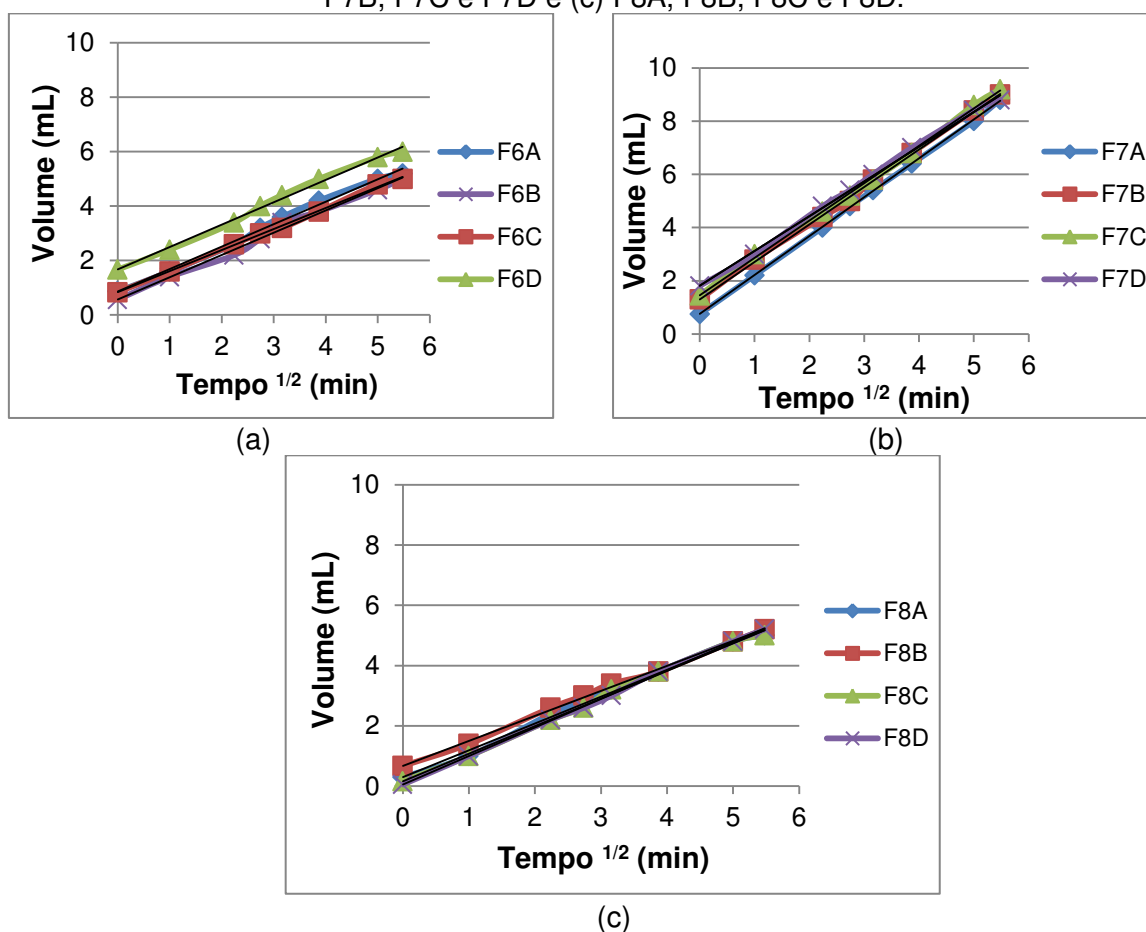 F7B, F7C e F7D e (c) F8A, F8B, F8C e F8D.
10
8
6
4
2
0
0 1 2 3 4 5 6
Volume (mL)
Tempo 1/2 (min)
F6A
F6B
F6C
F6D
(a)
10
8
6
4
2
0
0 1 2 3 4 5 6
Volume (mL)
Tempo 1/2 (min)
F7A
F7B
F7C
F7D
(b)
10
8
6
4
2
0
0 1 2 3 4 5 6
Volume (mL)
Tempo 1/2 (min)
F8A
F8B
F8C
F8D
(c)